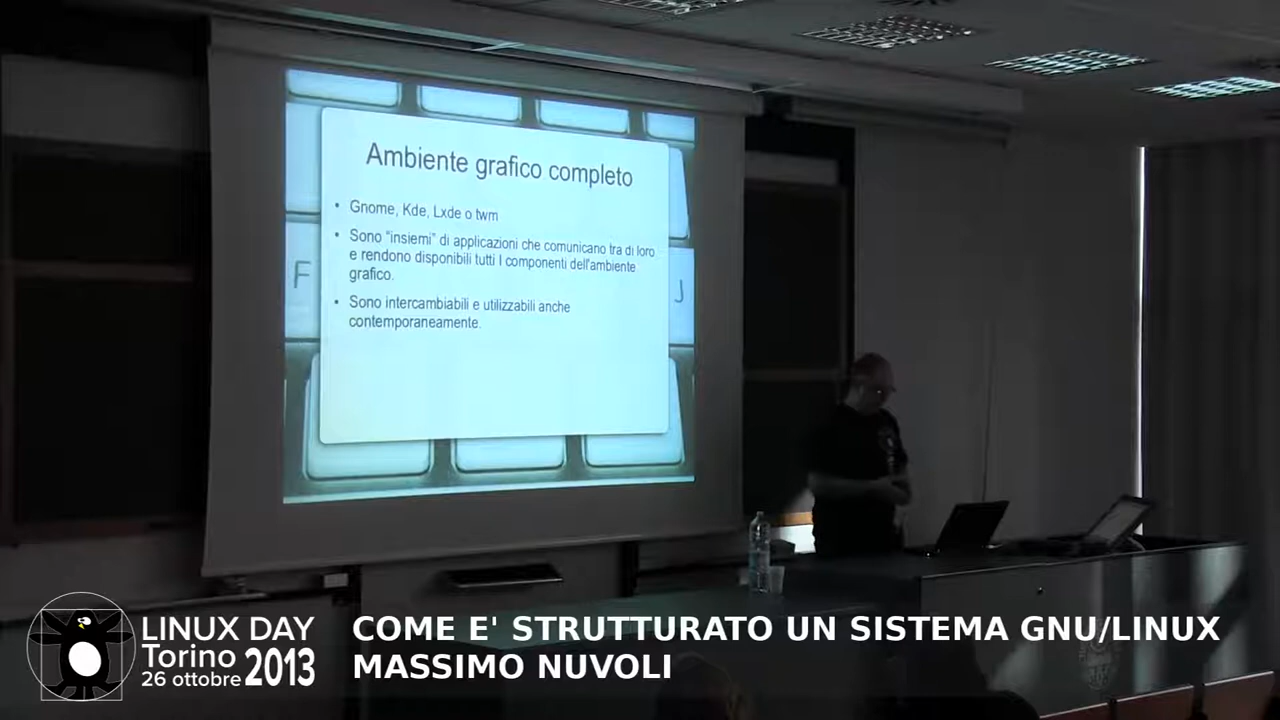 Ambiente grafico completo
• Gnome, Kde, Lxde o twm
• Sono "insiemi" di applicazioni che comunicano tra di loro
e rendono disponibili tutti I componenti dell'ambiente
grafico.
• Sono intercambiabili e utilizzabili anche
contemporaneamente.
F
J
LINUX DAY
Torino
26 ottobre 2013
COME E' STRUTTURATO UN SISTEMA GNU/LINUX
MASSIMO NUVOLI